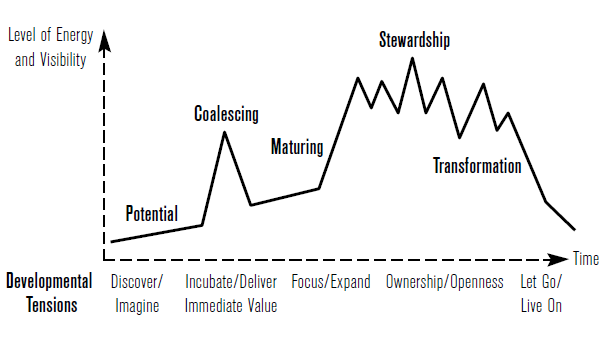 Level of Energy
and Visibility
Stewardship
Coalescing
Maturing
Transformation
Potential
Time
Developmental
Tensions
Discover/
Imagine
Incubate/Deliver
Immediate Value
Focus/Expand
Ownership/Openness
Let Go/
Live On